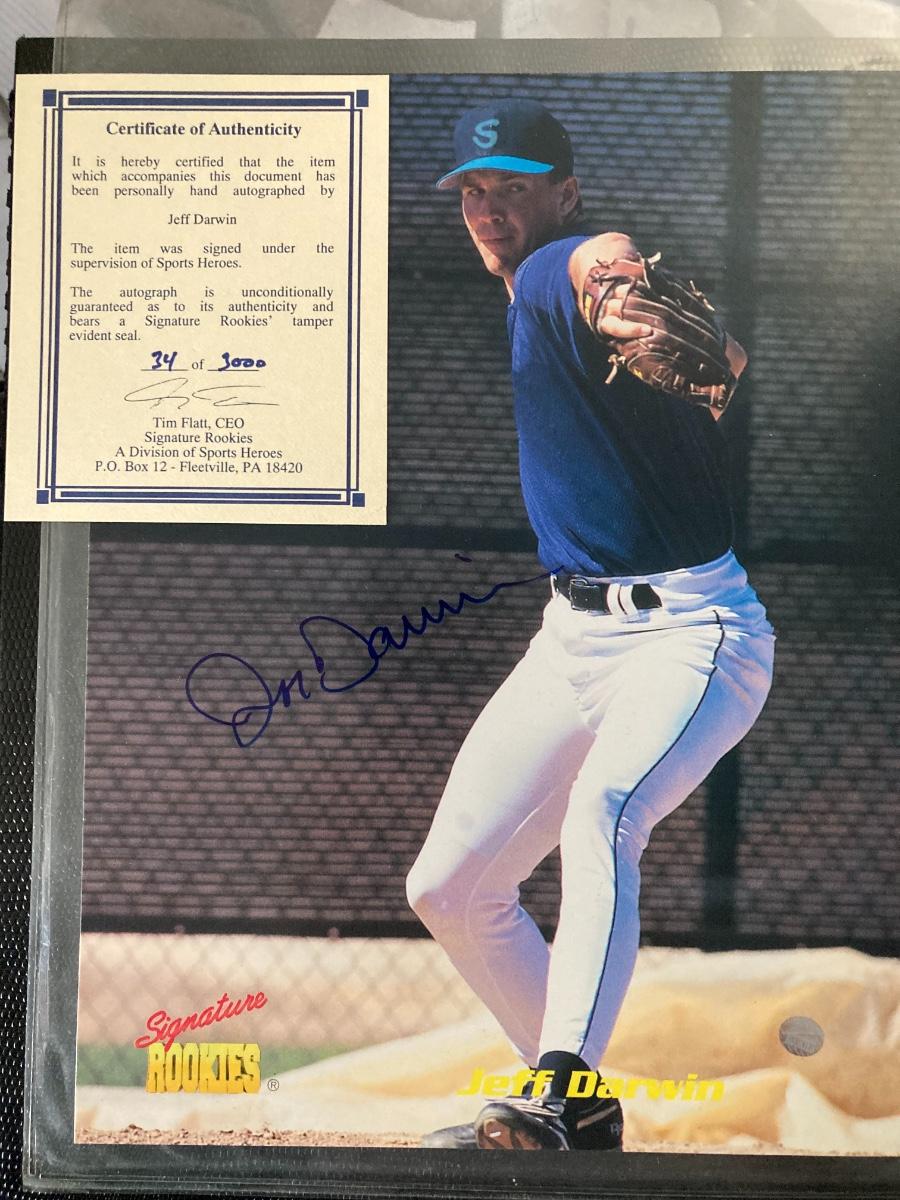 Certificate of Authenticity
It is hereby certified that the item
which accompanies this document has
been personally hand autographed by
Jeff Darwin
The item was signed under the
supervision of Sports Heroes.
The autograph is unconditionally
guaranteed as to its authenticity and
bears a Signature Rookies' tamper
evident seal.
34 of 3000
Tim Flatt, CEO
Signature Rookies
A Division of Sports Heroes
P.O. Box 12 - Fleetville, PA 18420
S
Jeff Darwin
Signature
ROOKIES ®
Jeff Darwin